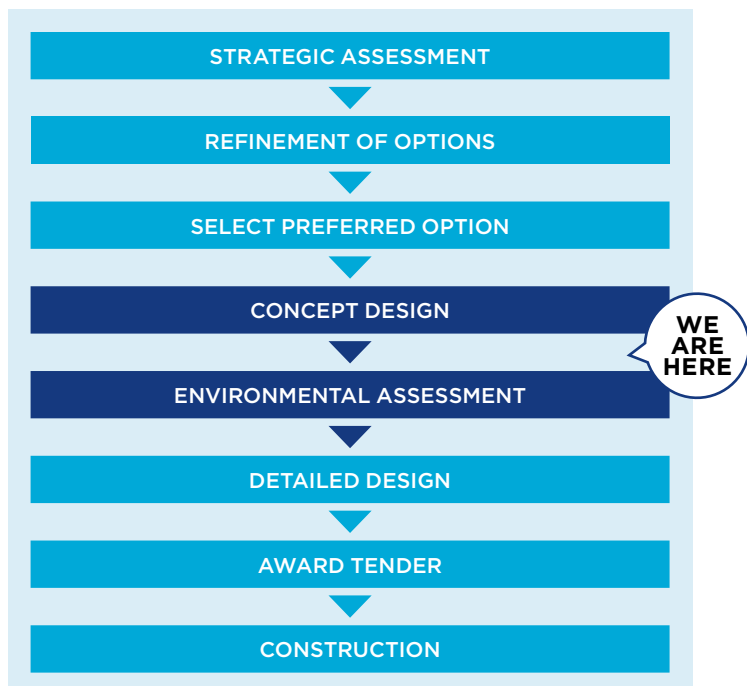 STRATEGIC ASSESSMENT
REFINEMENT OF OPTIONS
SELECT PREFERRED OPTION
CONCEPT DESIGN
WE
ARE
HERE
ENVIRONMENTAL ASSESSMENT
DETAILED DESIGN
AWARD TENDER
CONSTRUCTION